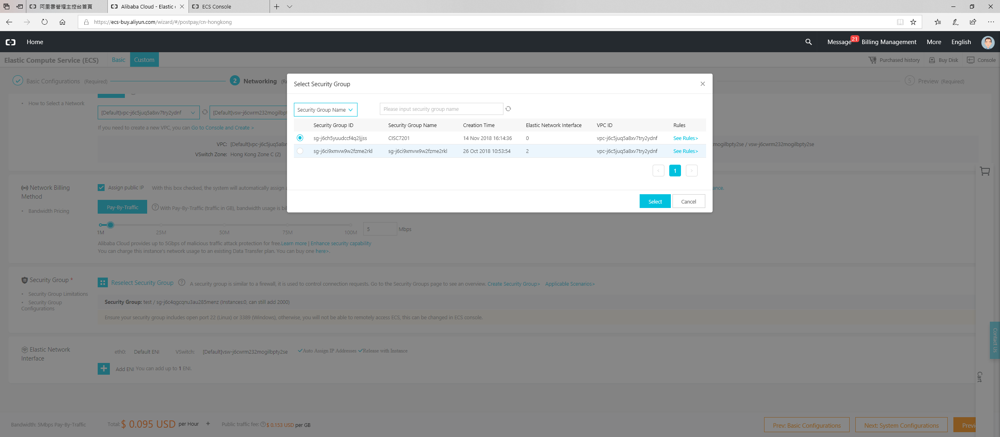 阿里雲管理主控台首頁
Alibaba Cloud - Elastic
ECS Console
https://ecs-buy.aliyun.com/wizard/#/postpay/cn-hongkong
Home
Message 21 Billing Management More English
Elastic Compute Service (ECS) Basic Custom
Purchased history Buy Disk Console
Basic Configurations (Required)
2 Networking
5 Preview (Required)
Select Security Group
Security Group Name
Please input security group name
Security Group ID Security Group Name Creation Time Elastic Network Interface VPC ID Rules
sg-j6ch5yuudccf4q2ljjss CISC7201 14 Nov 2018 16:14:36 0 vpc-j6c5juq5a8xv7try2ydnf See Rules>
sg-j6ci9xmvw9w2fzme2rkl sg-j6ci9xmvw9w2fzme2rkl 26 Oct 2018 10:53:54 2 vpc-j6c5juq5a8xv7try2ydnf See Rules>
< 1 >
Select Cancel
• How to Select a Network
[Default]vpc-j6c5juq5a8xv7try2ydnf
[Default]vsw-j6cwrm232mogilbp
If you need to create a new VPC, you can Go to Console and Create >
VPC: [Default]vpc-j6c5juq5a8x
mogilbpty2se / vsw-j6cwrm232mogilbpty2se
VSwitch Zone: Hong Kong Zone C (2)
Network Billing
Method
• Bandwidth Pricing
Assign public IP With this box checked, the system will automatically assign
ance.
Pay-By-Traffic
With Pay-By-Traffic (traffic in GB), bandwidth usage is bil
1M 25M 50M 75M 100M
5 Mbps
Alibaba Cloud provides up to 5Gbps of malicious traffic attack protection for free.Learn more | Enhance security capability
You can charge this instance's network usage to an existing Data Transfer plan. You can buy one here>.
Security Group *
• Security Group Limitations
• Security Group
Configurations
Reselect Security Group
A security group is similar to a firewall, it is used to control connection requests. Go to the Security Groups page to see an overview. Create Security Group> Applicable Scenarios>
Security Group: test / sg-j6c4qgcqnu3au285menz (Instances:0, can still add 2000)
Ensure your security group includes open port 22 (Linux) or 3389 (Windows), otherwise, you will not be able to remotely access ECS, this can be changed in ECS console.
Elastic Network
Interface
eth0: Default ENI VSwitch: [Default]vsw-j6cwrm232mogilbpty2se Auto Assign IP Addresses Release with Instance
Add ENI You can add up to 1 ENI.
Contact Us
Cart
Bandwidth: 5Mbps Pay-By-Traffic
Total: $ 0.095 USD per Hour +
Public traffic fee: $ 0.153 USD per GB
Prev: Basic Configurations
Next: System Configurations
Previ